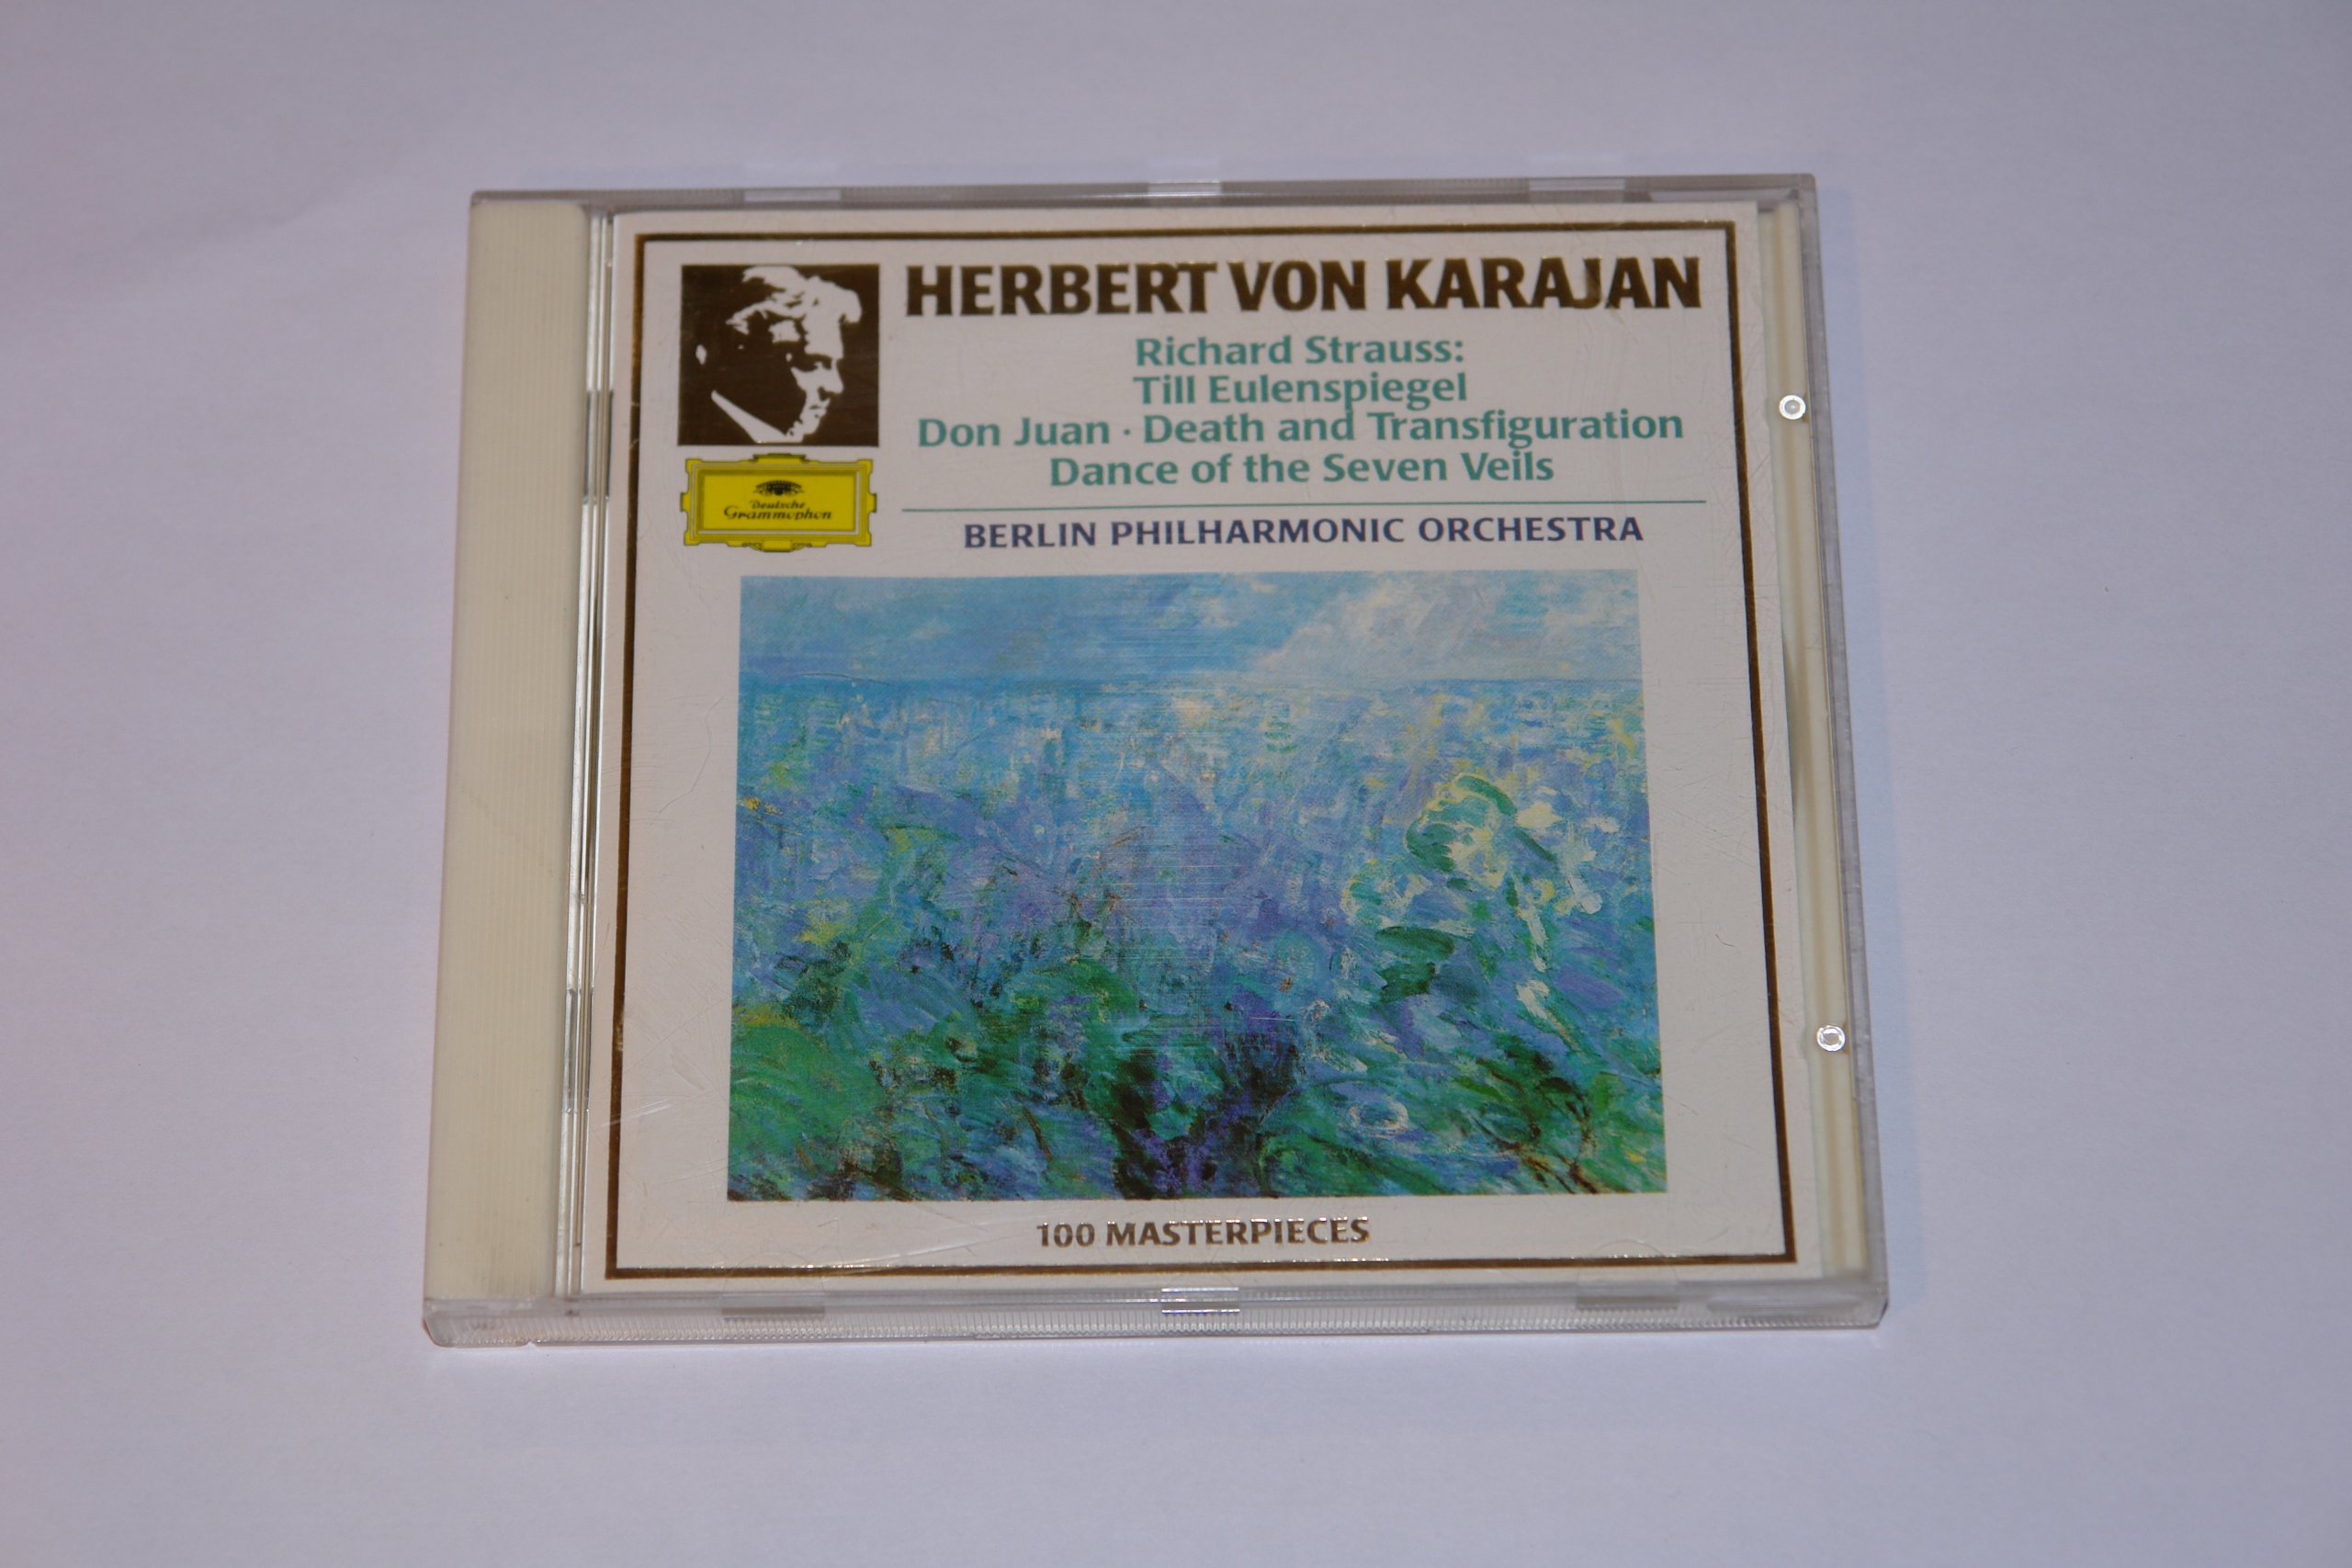 HERBERT VON KARAJAN
Richard Strauss:
Till Eulenspiegel
Don Juan · Death and Transfiguration
Dance of the Seven Veils
Deutsche
Grammophon
BERLIN PHILHARMONIC ORCHESTRA
100 MASTERPIECES